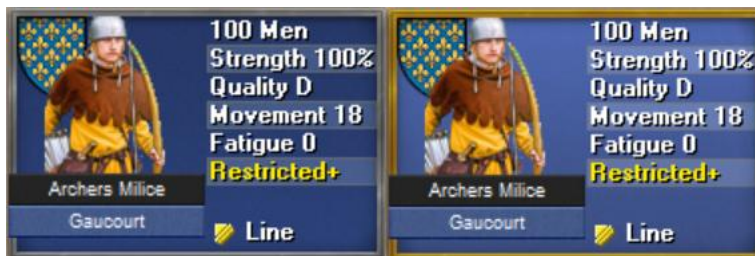 100 Men
Strength 100%
Quality D
Movement 18
Fatigue 0
Restricted+
Archers Milice
Gaucourt
Line
100 Men
Strength 100%
Quality D
Movement 18
Fatigue 0
Restricted+
Archers Milice
Gaucourt
Line